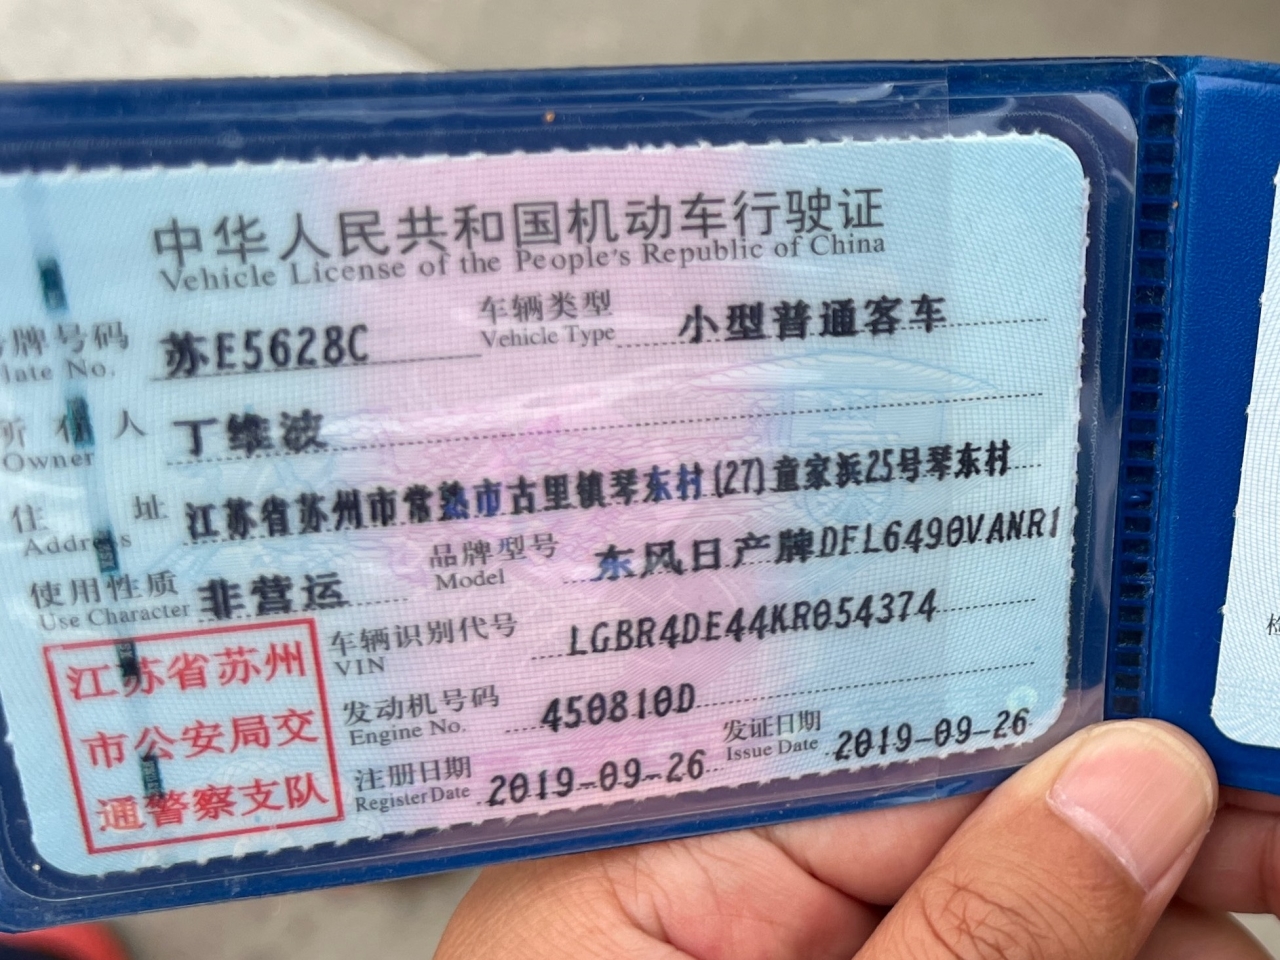 中华人民共和国机动车行驶证
Vehicle License of the People's Republic of China
号牌号码 苏E5628C 车辆类型 小型普通客车
Plate No. Vehicle Type
所有人 丁维波
Owner
住址 江苏省苏州市常熟市古里镇琴东村(27)童家浜25号琴东村
Address
使用性质 非营运 品牌型号 东风日产牌DFL6490VANR1
Use Character Model
车辆识别代号 LGBR4DE44KR054374
VIN
发动机号码 450810D
Engine No.
注册日期 2019-09-26 发证日期 2019-09-26
Register Date Issue Date
江苏省苏州
市公安局交
通警察支队